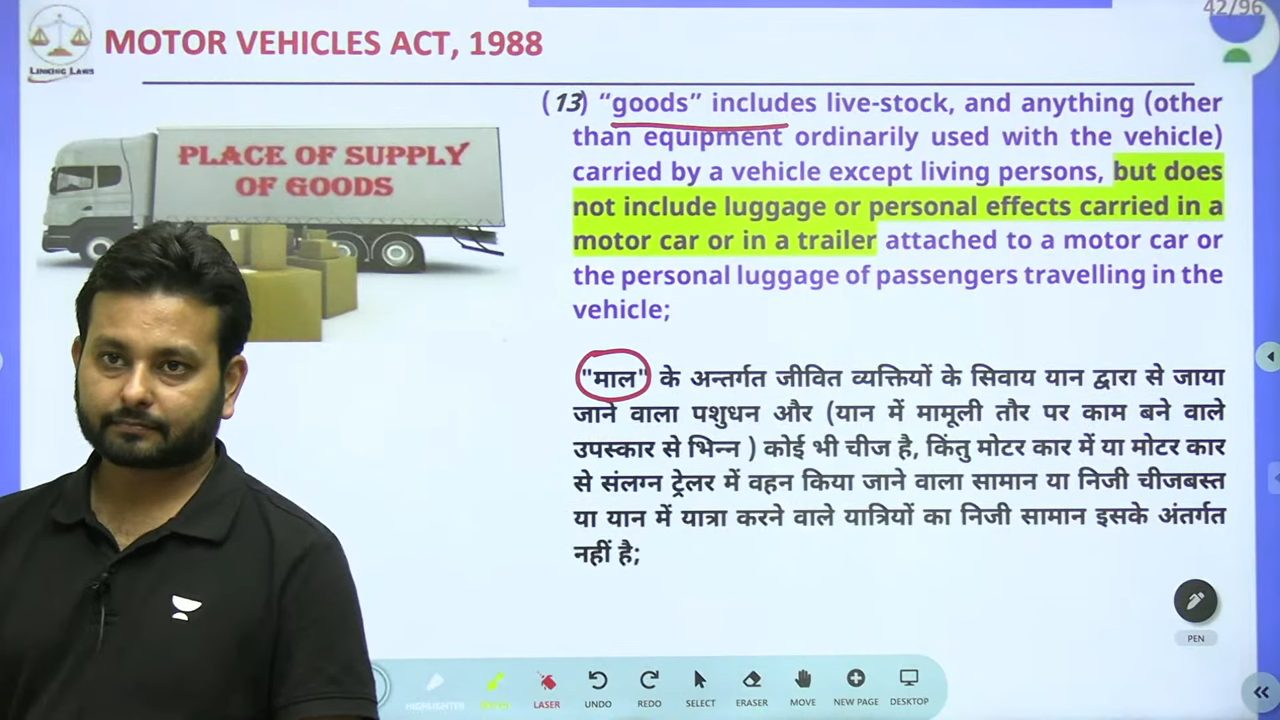 42/96
LINKING LAWS
MOTOR VEHICLES ACT, 1988
PLACE OF SUPPLY
OF GOODS
(13) “goods” includes live-stock, and anything (other
than equipment ordinarily used with the vehicle)
carried by a vehicle except living persons, but does
not include luggage or personal effects carried in a
motor car or in a trailer attached to a motor car or
the personal luggage of passengers travelling in the
vehicle;
"माल" के अन्तर्गत जीवित व्यक्तियों के सिवाय यान द्वारा से जाया
जाने वाला पशुधन और (यान में मामूली तौर पर काम बने वाले
उपस्कार से भिन्न ) कोई भी चीज है, किंतु मोटर कार में या मोटर कार
से संलग्न ट्रेलर में वहन किया जाने वाला सामान या निजी चीजबस्त
या यान में यात्रा करने वाले यात्रियों का निजी सामान इसके अंतर्गत
नहीं है;
PEN
HIGHLIGHTER
LASER
UNDO
REDO
SELECT
ERASER
MOVE
NEW PAGE
DESKTOP